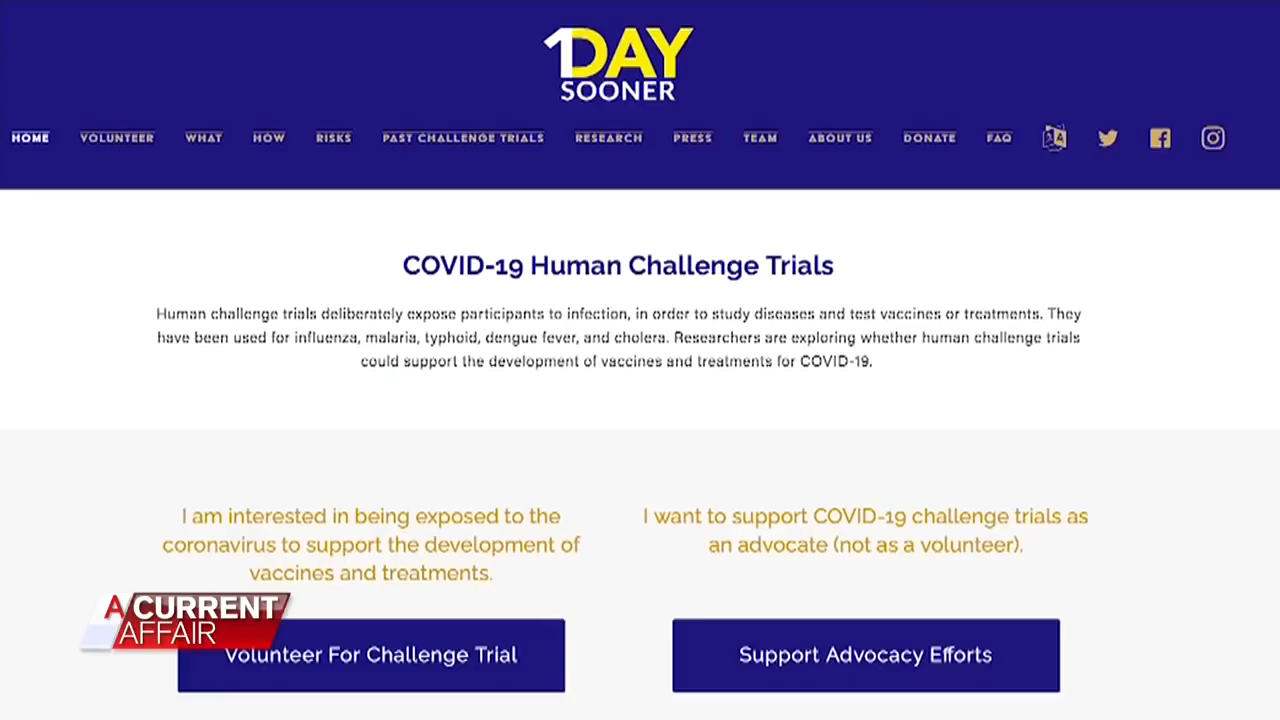 1DAY
SOONER
HOME VOLUNTEER WHAT HOW RISKS PAST CHALLENGE TRIALS RESEARCH PRESS TEAM ABOUT US DONATE FAQ
COVID-19 Human Challenge Trials
Human challenge trials deliberately expose participants to infection, in order to study diseases and test vaccines or treatments. They
have been used for influenza, malaria, typhoid, dengue fever, and cholera. Researchers are exploring whether human challenge trials
could support the development of vaccines and treatments for COVID-19.
I am interested in being exposed to the
coronavirus to support the development of
vaccines and treatments.
Volunteer For Challenge Trial
I want to support COVID-19 challenge trials as
an advocate (not as a volunteer).
Support Advocacy Efforts
A CURRENT
AFFAIR